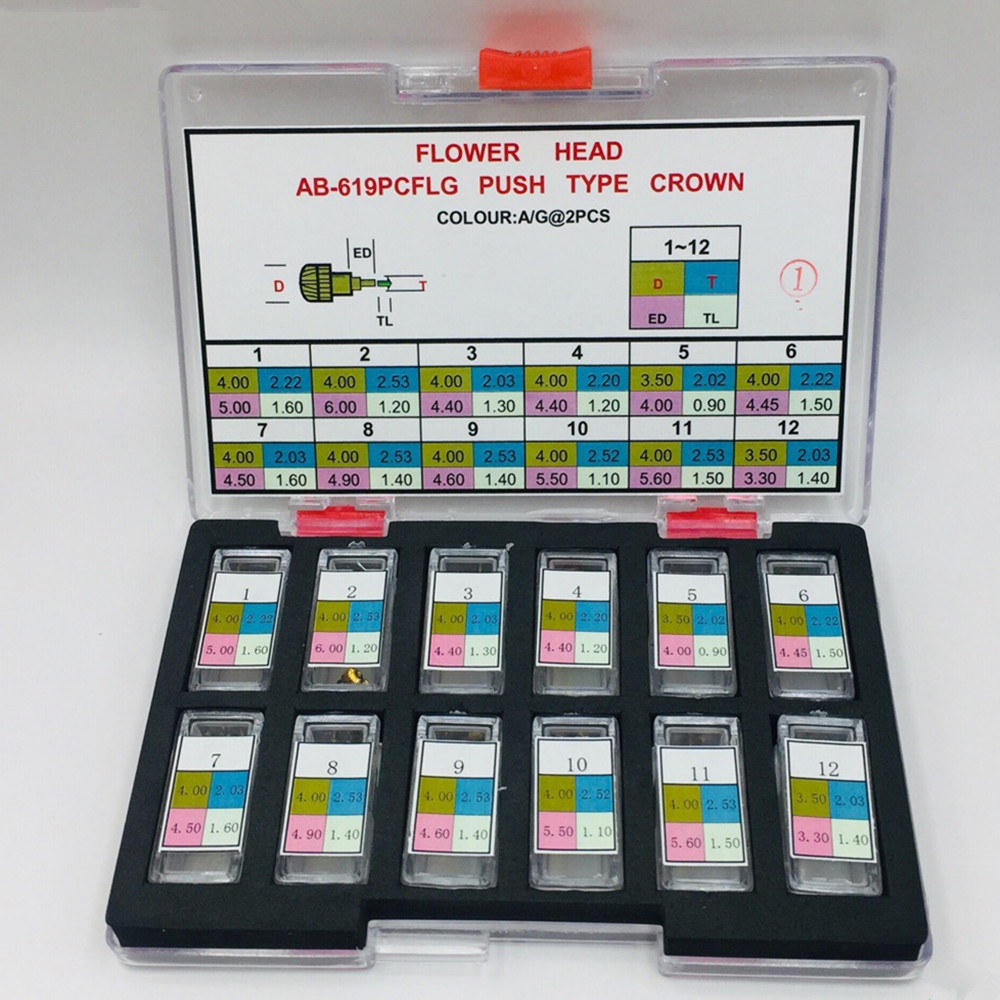 FLOWER HEAD
AB-619PCFLG PUSH TYPE CROWN
COLOUR:A/G@2PCS
ED
D
T
TL
1~12
D T
ED TL
1
1 2 3 4 5 6
4.00 2.22 4.00 2.53 4.00 2.03 4.00 2.20 3.50 2.02 4.00 2.22
5.00 1.60 6.00 1.20 4.40 1.30 4.40 1.20 4.00 0.90 4.45 1.50
7 8 9 10 11 12
4.00 2.03 4.00 2.53 4.00 2.53 4.00 2.52 4.00 2.53 3.50 2.03
4.50 1.60 4.90 1.40 4.60 1.40 5.50 1.10 5.60 1.50 3.30 1.40
1
4.00 2.22
5.00 1.60
2
4.00 2.53
6.00 1.20
3
4.00 2.03
4.40 1.30
4
4.00 2.20
4.40 1.20
5
3.50 2.02
4.00 0.90
6
4.00 2.22
4.45 1.50
7
4.00 2.03
4.50 1.60
8
4.00 2.53
4.90 1.40
9
4.00 2.53
4.60 1.40
10
4.00 2.52
5.50 1.10
11
4.00 2.53
5.60 1.50
12
3.50 2.03
3.30 1.40